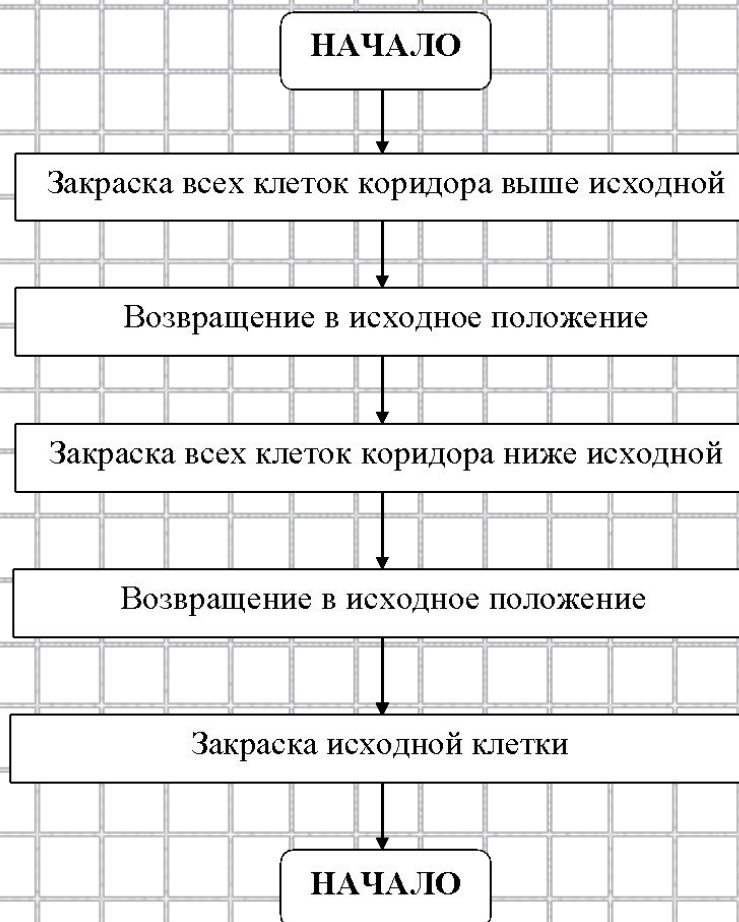 НАЧАЛО
Закраска всех клеток коридора выше исходной
Возвращение в исходное положение
Закраска всех клеток коридора ниже исходной
Возвращение в исходное положение
Закраска исходной клетки
НАЧАЛО